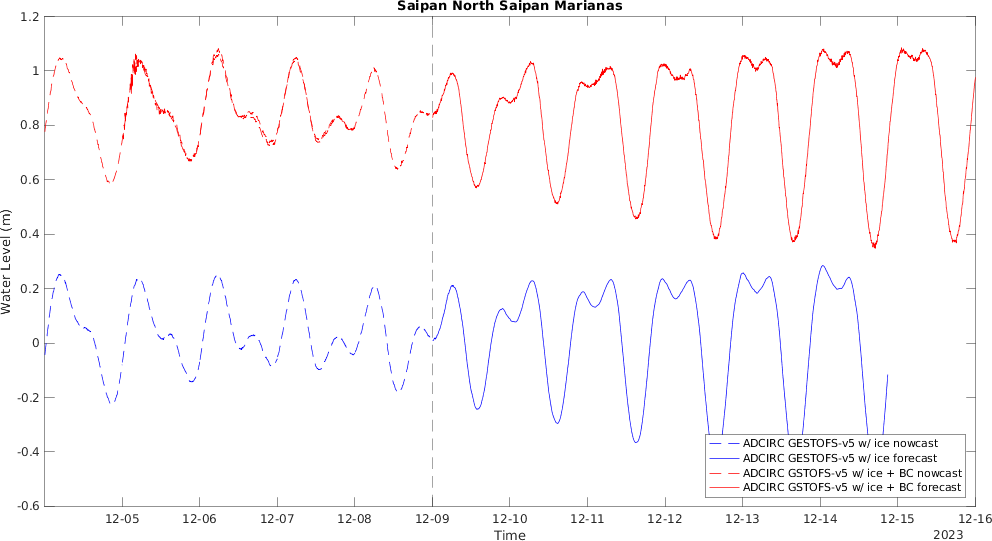 Saipan North Saipan Marianas
1.2
1
0.8
0.6
0.4
0.2
0
-0.2
-0.4
-0.6
Water Level (m)
ADCIRC GESTOFS-v5 w/ ice nowcast
ADCIRC GESTOFS-v5 w/ ice forecast
ADCIRC GSTOFS-v5 w/ ice + BC nowcast
ADCIRC GSTOFS-v5 w/ ice + BC forecast
12-05 12-06 12-07 12-08 12-09 12-10 12-11 12-12 12-13 12-14 12-15 12-16
Time
2023